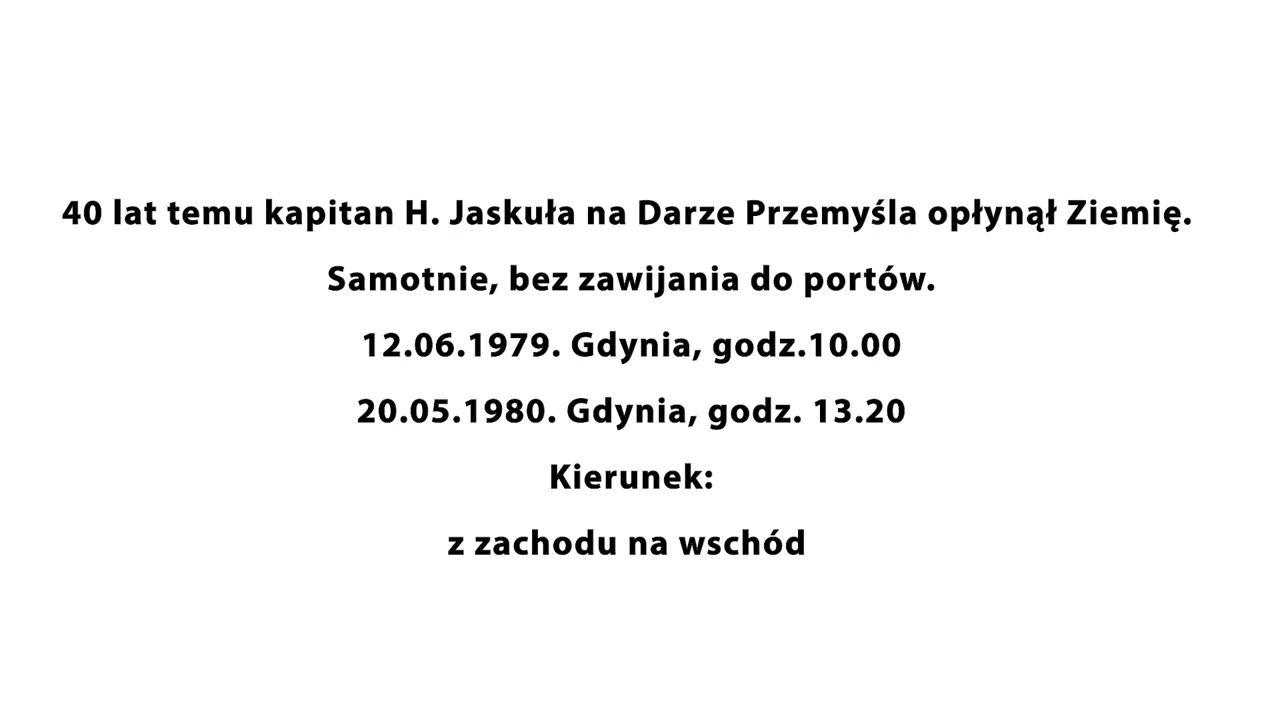 40 lat temu kapitan H. Jaskuła na Darze Przemyśla opłynął Ziemię.
Samotnie, bez zawijania do portów.
12.06.1979. Gdynia, godz.10.00
20.05.1980. Gdynia, godz. 13.20
Kierunek:
z zachodu na wschód